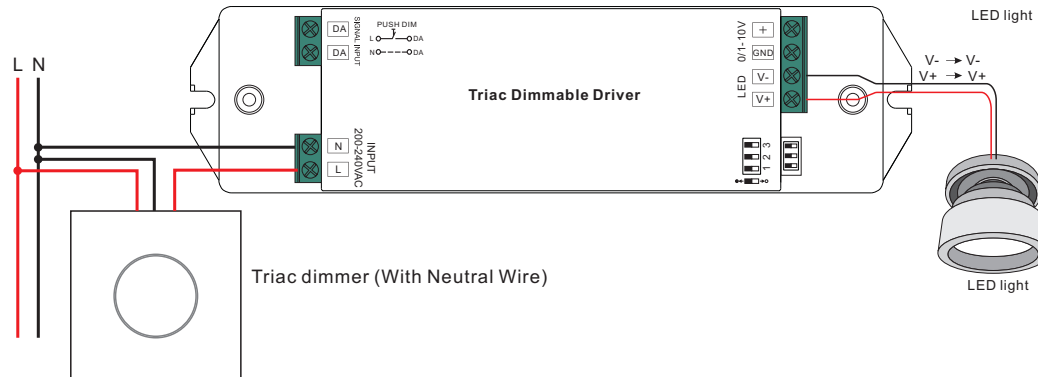 LED light
DA
DA
SIGNAL INPUT
PUSH DIM
L DA
N DA
0/1-10V
+
GND
LED
V-
V+
V- → V-
V+ → V+
L N
Triac Dimmable Driver
N
L
INPUT
200-240VAC
1 2 3
Triac dimmer (With Neutral Wire)
LED light